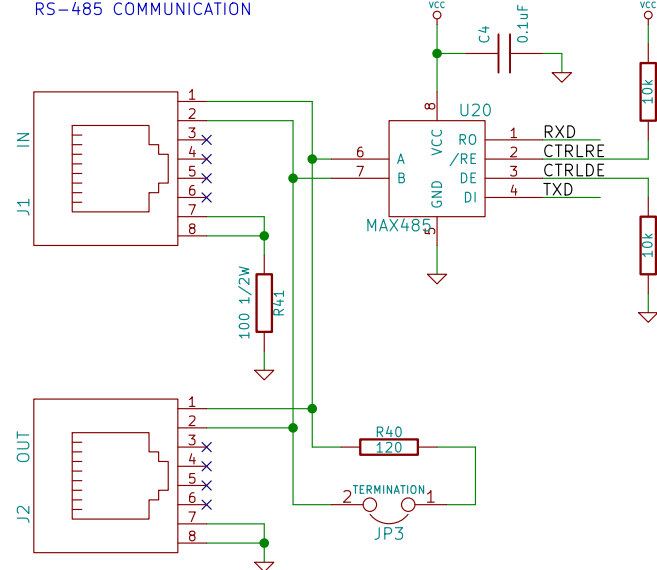 RS-485 COMMUNICATION
VCC
VCC
C4
0.1uF
10k
IN
J1
1
2
3
4
5
6
7
8
8
U20
VCC
GND
A
B
6
7
RO
/RE
DE
DI
1 RXD
2 CTRLRE
3 CTRLDE
4 TXD
MAX485
5
10k
100 1/2W
R41
OUT
J2
1
2
3
4
5
6
7
8
R40
120
TERMINATION
2
1
JP3